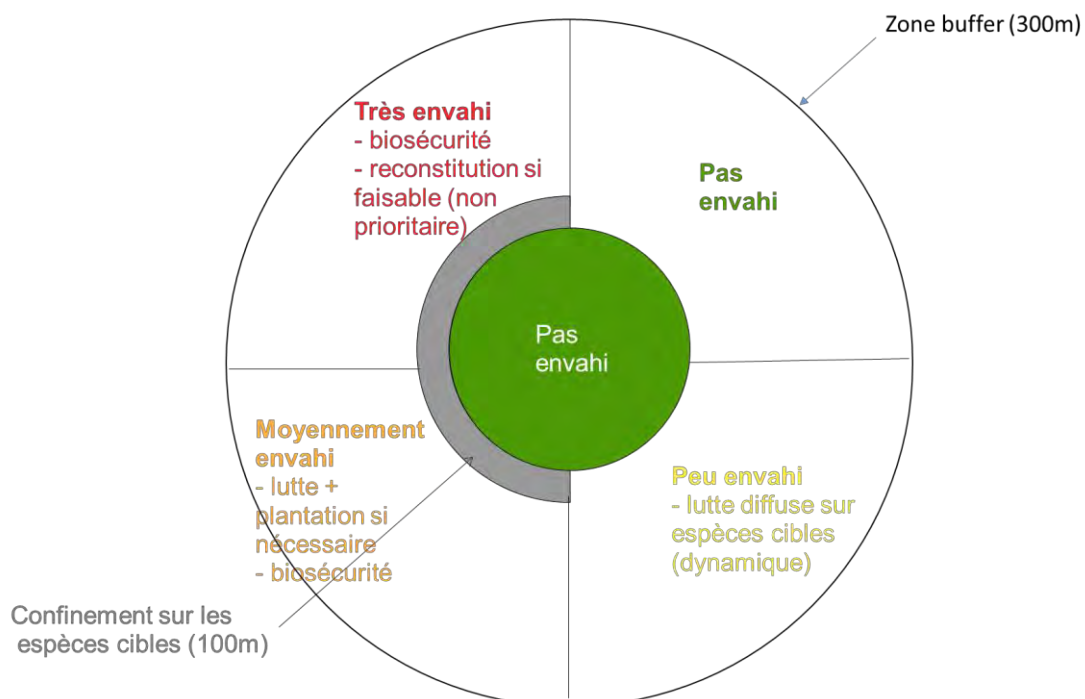 Zone buffer (300m)
Très envahi
- biosécurité
- reconstitution si
faisable (non
prioritaire)
Pas
envahi
Pas
envahi
Moyennement
envahi
- lutte +
plantation si
nécessaire
- biosécurité
Peu envahi
- lutte diffuse sur
espèces cibles
(dynamique)
Confinement sur les
espèces cibles (100m)